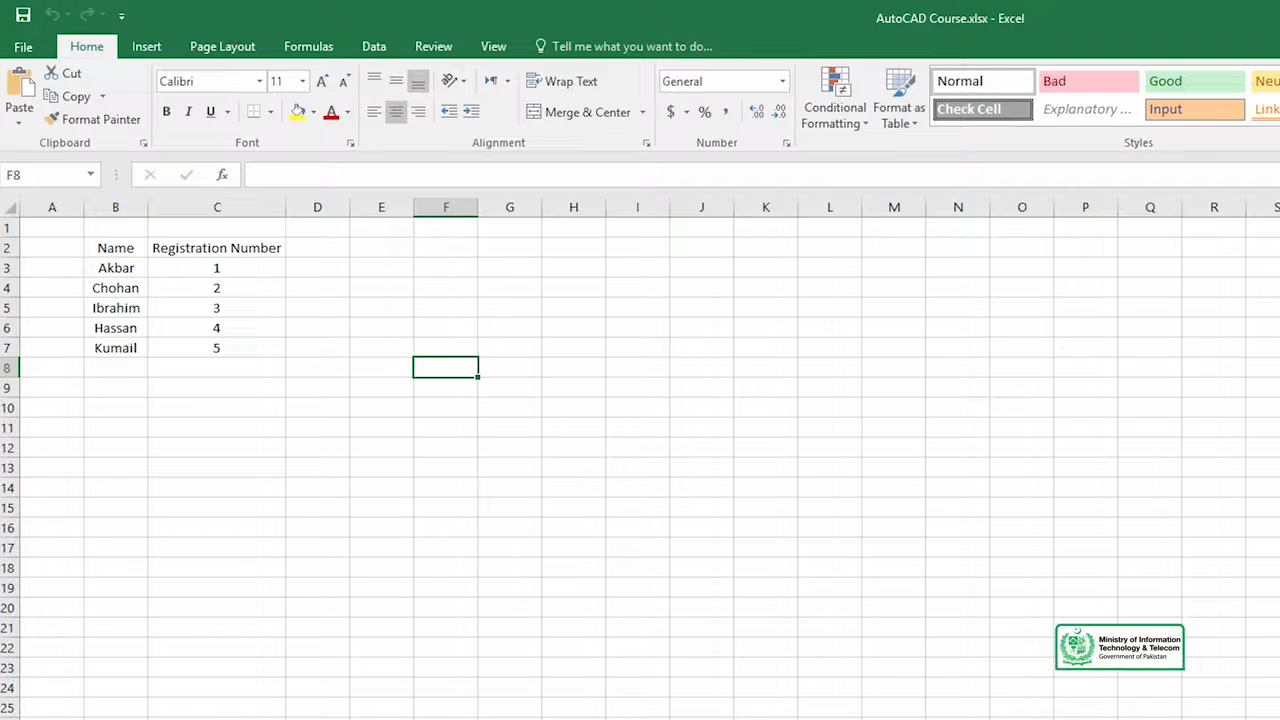 AutoCAD Course.xlsx - Excel
File Home Insert Page Layout Formulas Data Review View Tell me what you want to do...
Cut
Copy
Format Painter
Paste
Clipboard
Calibri 11
B I U
Font
Wrap Text
Merge & Center
Alignment
General
$ % ,
Number
Conditional Formatting
Format as Table
Normal Bad Good
Check Cell Explanatory ... Input
Styles
F8 fx
A B C D E F G H I J K L M N O P Q R S
1
2 Name Registration Number
3 Akbar 1
4 Chohan 2
5 Ibrahim 3
6 Hassan 4
7 Kumail 5
8
9
10
11
12
13
14
15
16
17
18
19
20
21
22
23
24
25
Ministry of Information
Technology & Telecom
Government of Pakistan